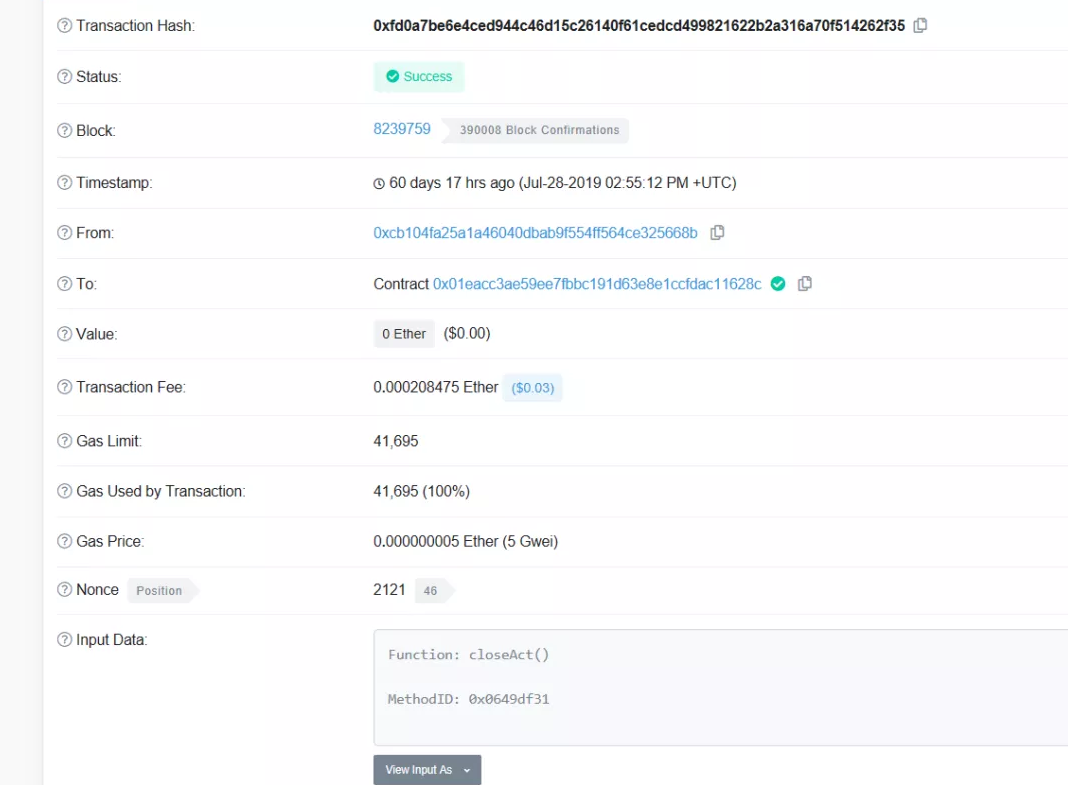 Transaction Hash: 0xfd0a7be6e4ced944c46d15c26140f61cedcd499821622b2a316a70f514262f35
Status: Success
Block: 8239759 390008 Block Confirmations
Timestamp: 60 days 17 hrs ago (Jul-28-2019 02:55:12 PM +UTC)
From: 0xcb104fa25a1a46040dbab9f554ff564ce325668b
To: Contract 0x01eacc3ae59ee7fbbc191d63e8e1ccfdac11628c
Value: 0 Ether ($0.00)
Transaction Fee: 0.000208475 Ether ($0.03)
Gas Limit: 41,695
Gas Used by Transaction: 41,695 (100%)
Gas Price: 0.000000005 Ether (5 Gwei)
Nonce Position 2121 46
Input Data: Function: closeAct()
MethodID: 0x0649df31
View Input As